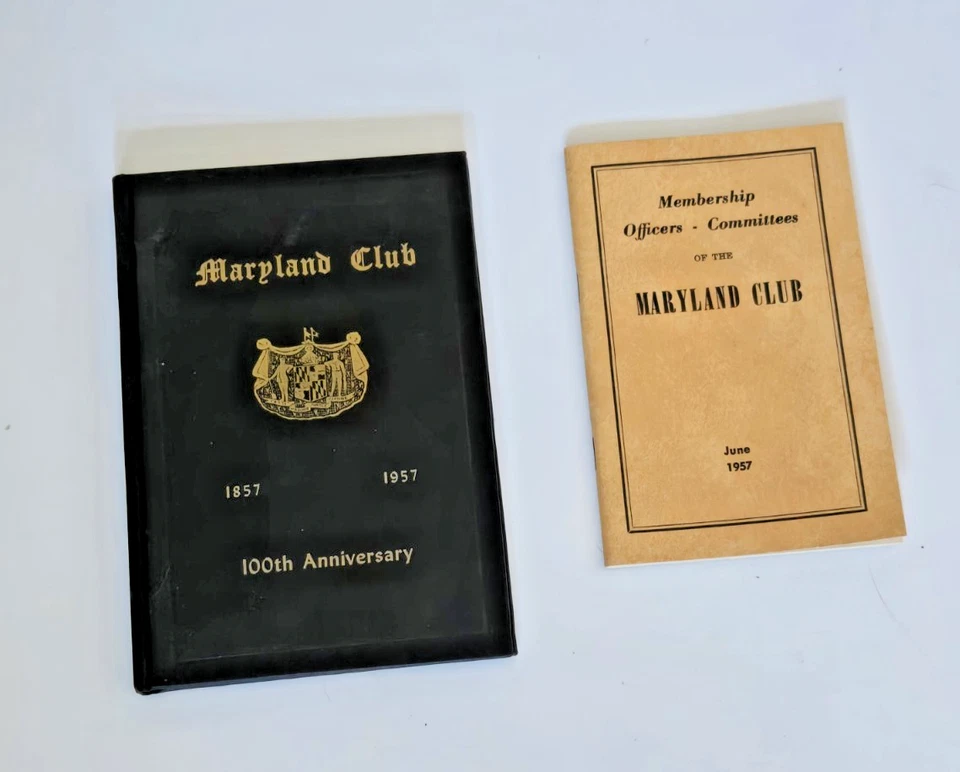 Maryland Club
1857 1957
100th Anniversary
Membership
Officers - Committees
OF THE
MARYLAND CLUB
June
1957